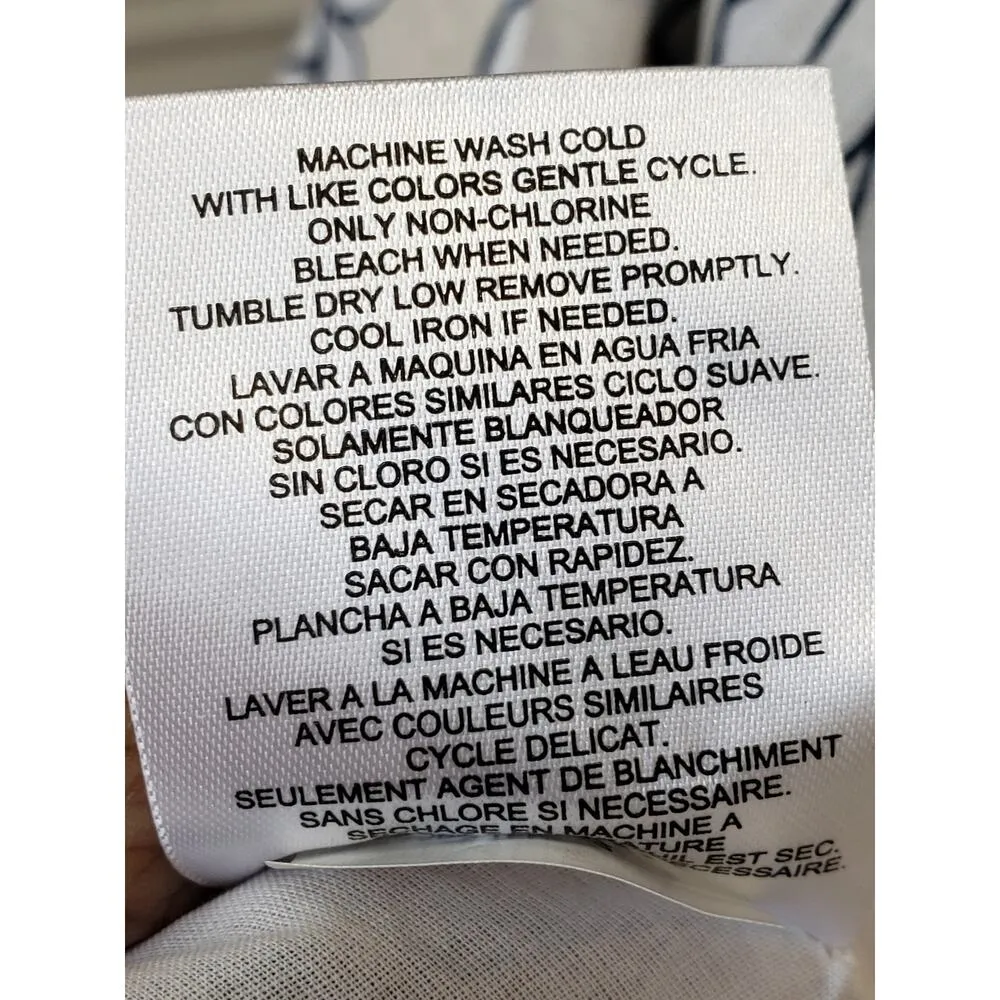 MACHINE WASH COLD
WITH LIKE COLORS GENTLE CYCLE.
ONLY NON-CHLORINE
BLEACH WHEN NEEDED.
TUMBLE DRY LOW REMOVE PROMPTLY.
COOL IRON IF NEEDED.
LAVAR A MAQUINA EN AGUA FRIA
CON COLORES SIMILARES CICLO SUAVE.
SOLAMENTE BLANQUEADOR
SIN CLORO SI ES NECESARIO.
SECAR EN SECADORA A
BAJA TEMPERATURA
SACAR CON RAPIDEZ.
PLANCHA A BAJA TEMPERATURA
SI ES NECESARIO.
LAVER A LA MACHINE A LEAU FROIDE
AVEC COULEURS SIMILAIRES
CYCLE DELICAT.
SEULEMENT AGENT DE BLANCHIMENT
SANS CHLORE SI NECESSAIRE.
SECHAGE EN MACHINE A
EST SEC.